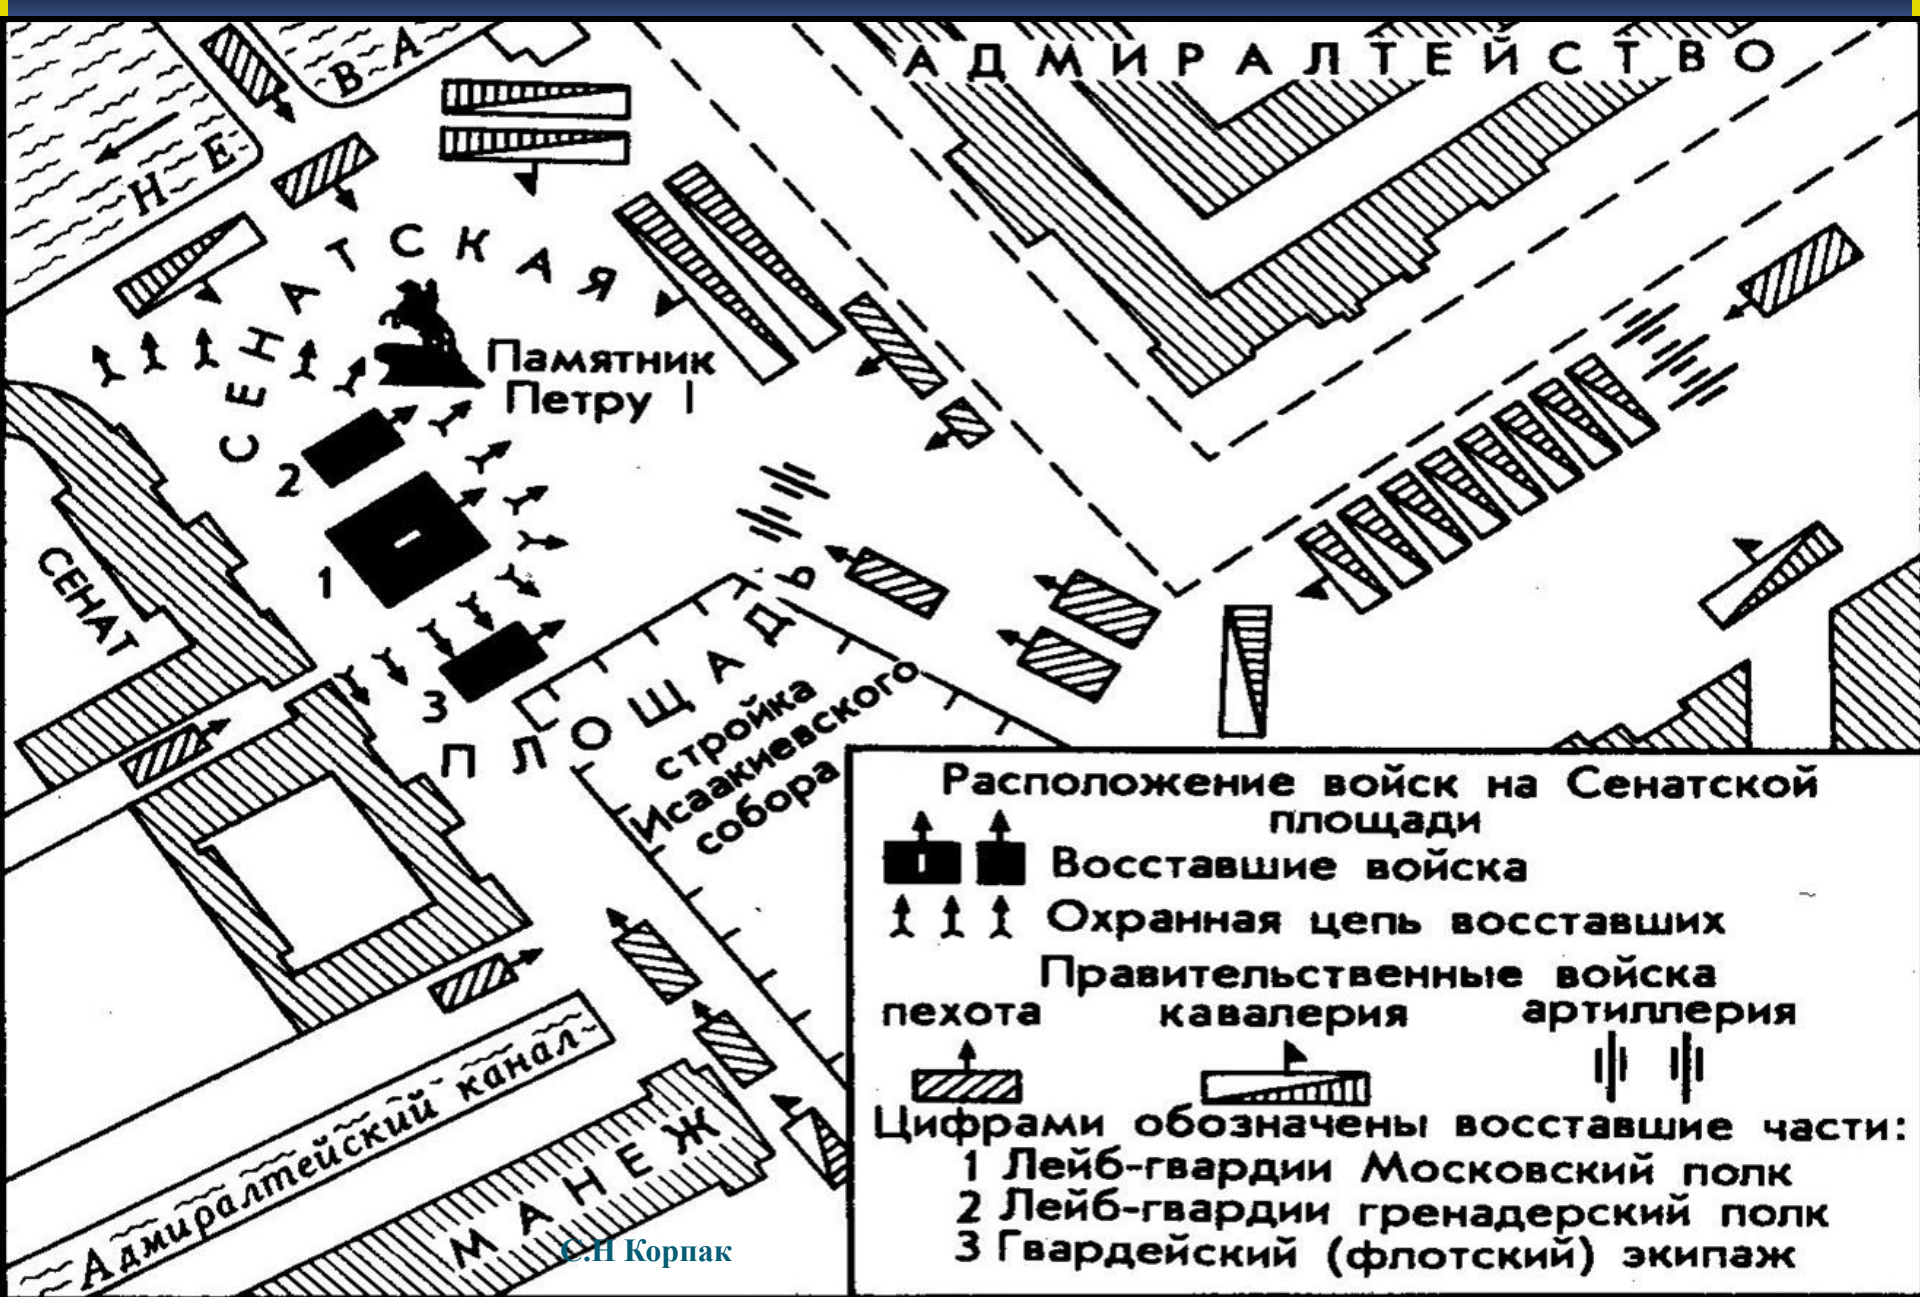 АДМИРАЛТЕЙСТВО
НЕВА
СЕНАТСКАЯ
Памятник
Петру I
2
1
3
СЕНАТ
ПЛОЩАДЬ
стройка
Исаакиевского
собора
Адмиралтейский канал
МАНЕЖ
С.Н Корпак
Расположение войск на Сенатской
площади
Восставшие войска
Охранная цепь восставших
Правительственные войска
пехота кавалерия артиллерия
Цифрами обозначены восставшие части:
1 Лейб-гвардии Московский полк
2 Лейб-гвардии гренадерский полк
3 Гвардейский (флотский) экипаж